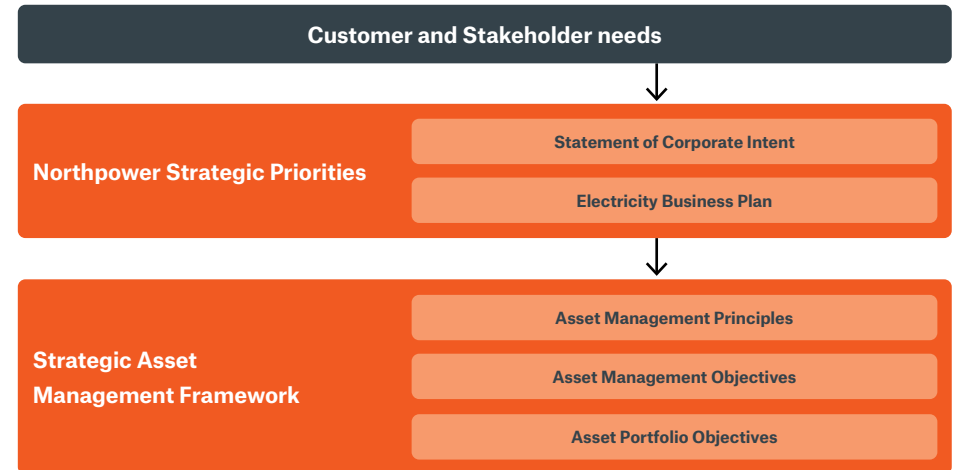 Customer and Stakeholder needs
Northpower Strategic Priorities
Statement of Corporate Intent
Electricity Business Plan
Strategic Asset
Management Framework
Asset Management Principles
Asset Management Objectives
Asset Portfolio Objectives